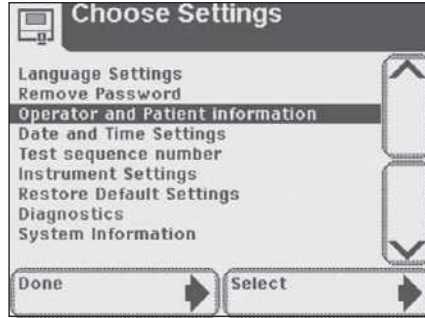 Choose Settings
Language Settings
Remove Password
Operator and Patient information
Date and Time Settings
Test sequence number
Instrument Settings
Restore Default Settings
Diagnostics
System Information
Done
Select